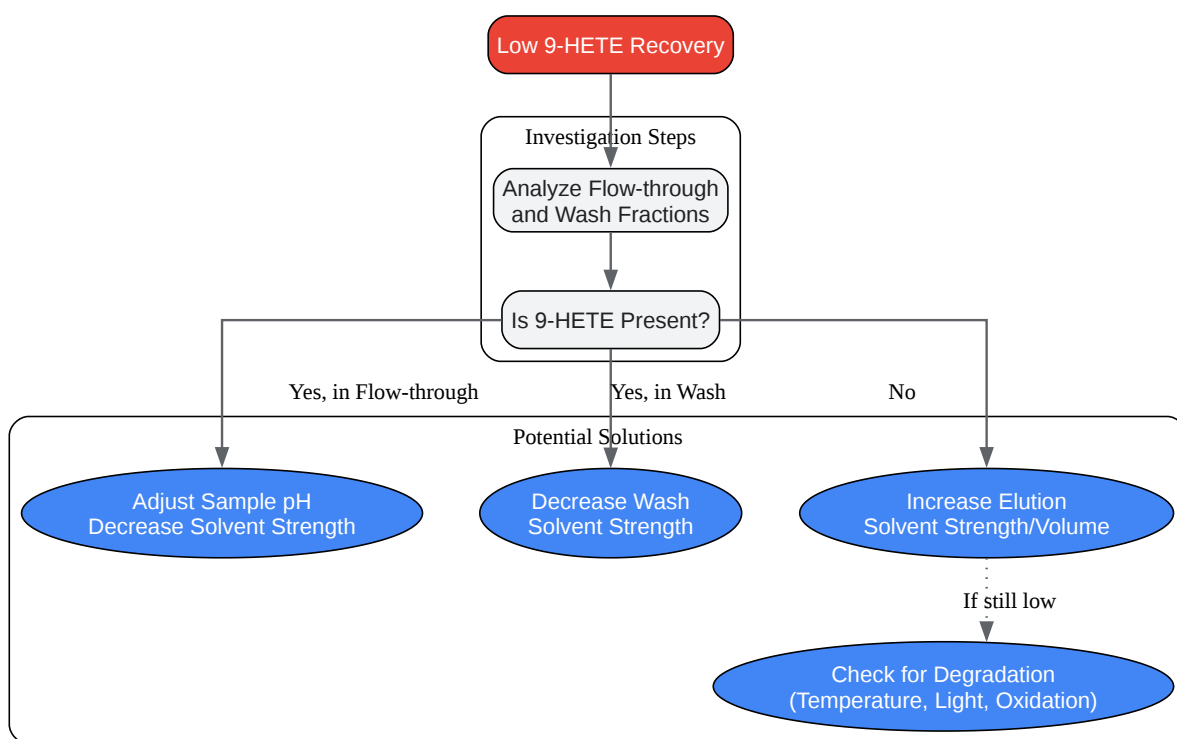 Low 9-HETE Recovery
Investigation Steps
Analyze Flow-through
and Wash Fractions
Is 9-HETE Present?
Yes, in Flow-through
Yes, in Wash
No
Potential Solutions
Adjust Sample pH
Decrease Solvent Strength
Decrease Wash
Solvent Strength
Increase Elution
Solvent Strength/Volume
If still low
Check for Degradation
(Temperature, Light, Oxidation)